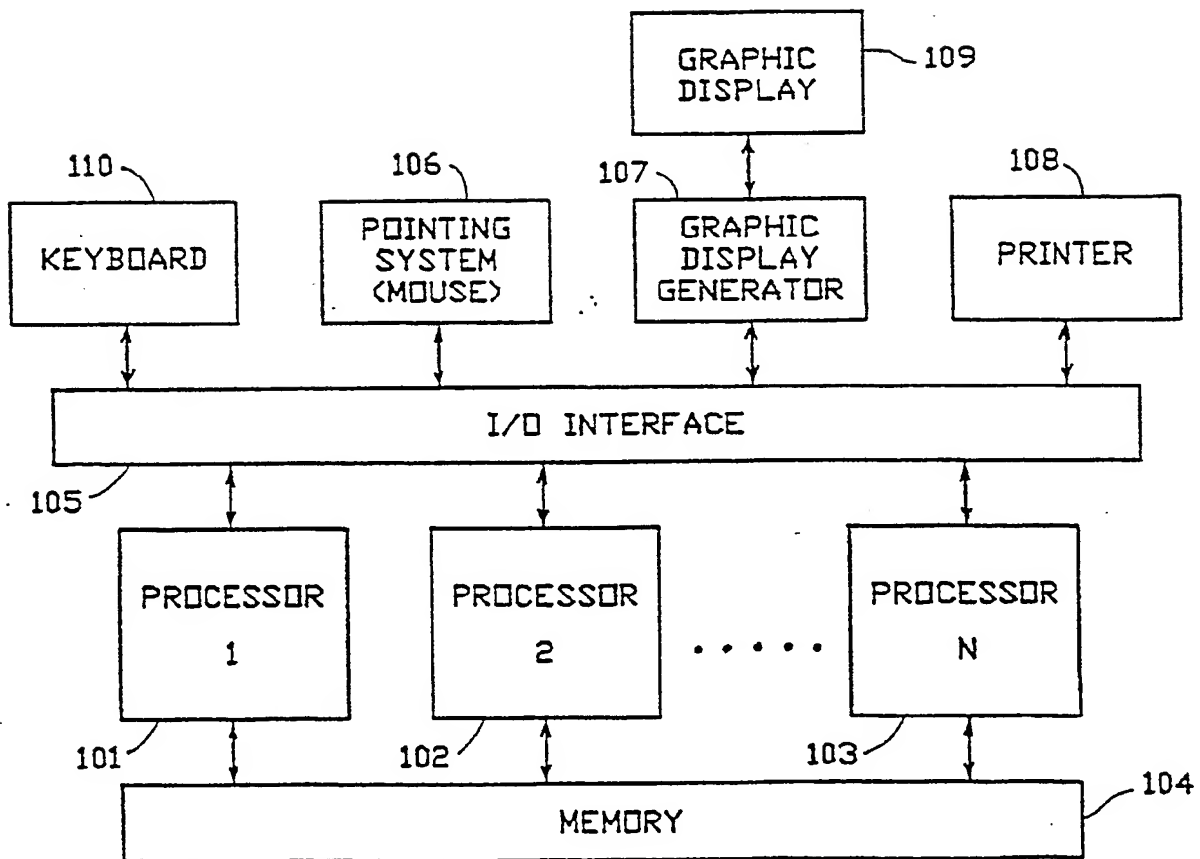 GRAPHIC
DISPLAY
109
110
106
107
108
KEYBOARD
POINTING
SYSTEM
(MOUSE)
GRAPHIC
DISPLAY
GENERATOR
PRINTER
I/O INTERFACE
105
PROCESSOR
1
PROCESSOR
2
.....
PROCESSOR
N
101
102
103
MEMORY
104